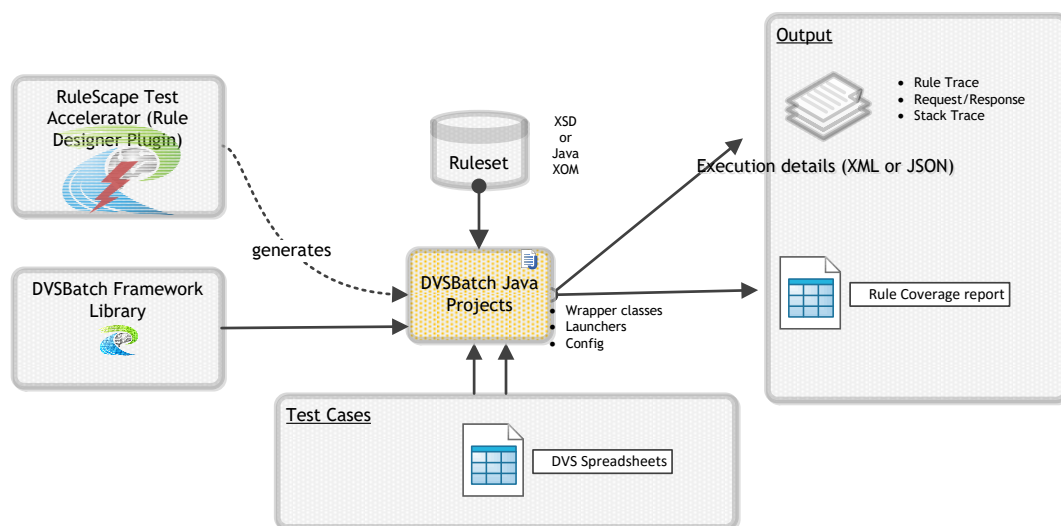 RuleScape Test
Accelerator (Rule
Designer Plugin)
DVSBatch Framework
Library
generates
Ruleset
XSD
or
Java
XOM
DVSBatch Java
Projects
• Wrapper classes
• Launchers
• Config
Test Cases
DVS Spreadsheets
Output
• Rule Trace
• Request/Response
• Stack Trace
Execution details (XML or JSON)
Rule Coverage report